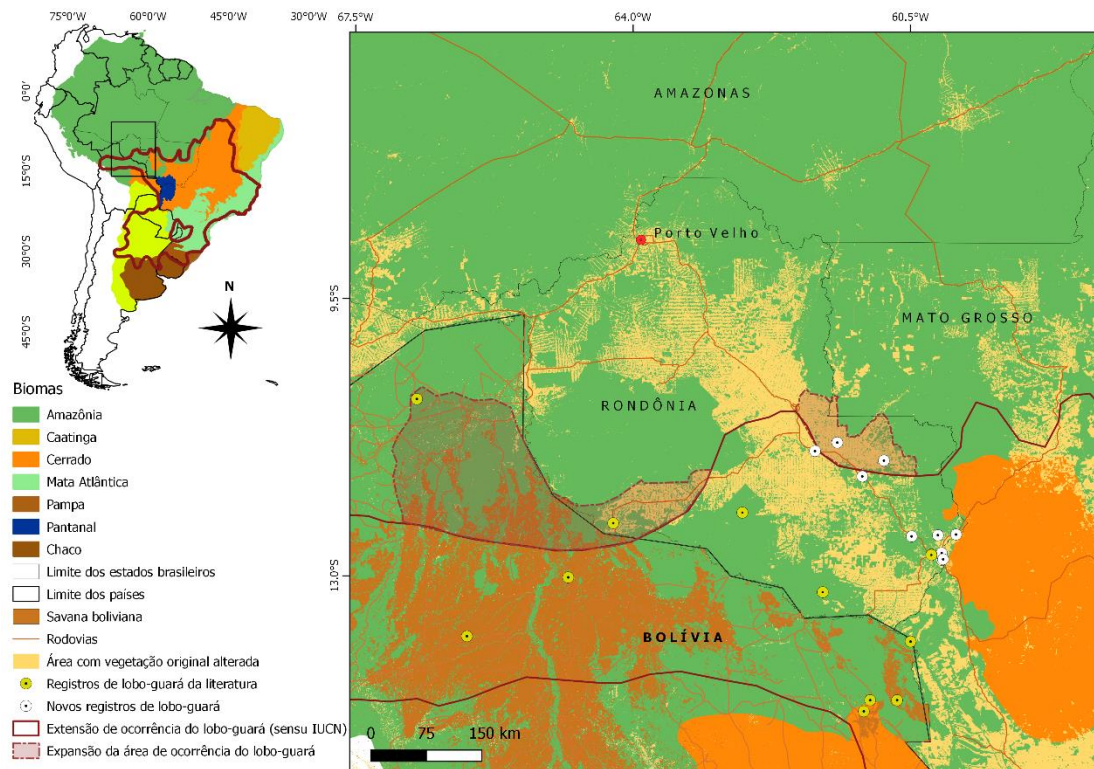 75°W
60°W
45°W
30°W
67.5°W
64.0°W
60.5°W
0°0'
15°0'S
30°0'S
45°0'S
N
Biomas
Amazônia
Caatinga
Cerrado
Mata Atlântica
Pampa
Pantanal
Chaco
Limite dos estados brasileiros
Limite dos países
Savana boliviana
Rodovias
Área com vegetação original alterada
Registros de lobo-guará da literatura
Novos registros de lobo-guará
Extensão de ocorrência do lobo-guará (sensu IUCN)
Expansão da área de ocorrência do lobo-guará
AMAZONAS
Porto Velho
9.5°S
MATO GROSSO
RONDÔNIA
13.0°S
BOLÍVIA
0 75 150 km